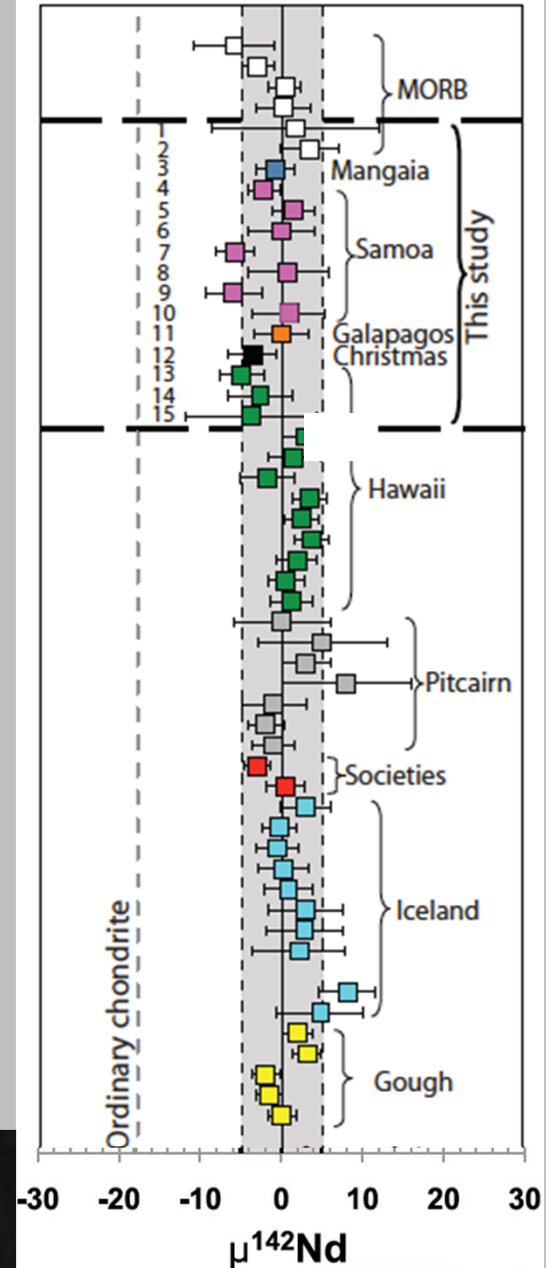 MORB
1
2
3
Mangaia
4
5
6
7
Samoa
8
9
10
11
Galapagos
12
Christmas
13
14
15
This study
Hawaii
Pitcairn
Societies
Iceland
Gough
Ordinary chondrite
-30 -20 -10 0 10 20 30
μ¹⁴²Nd